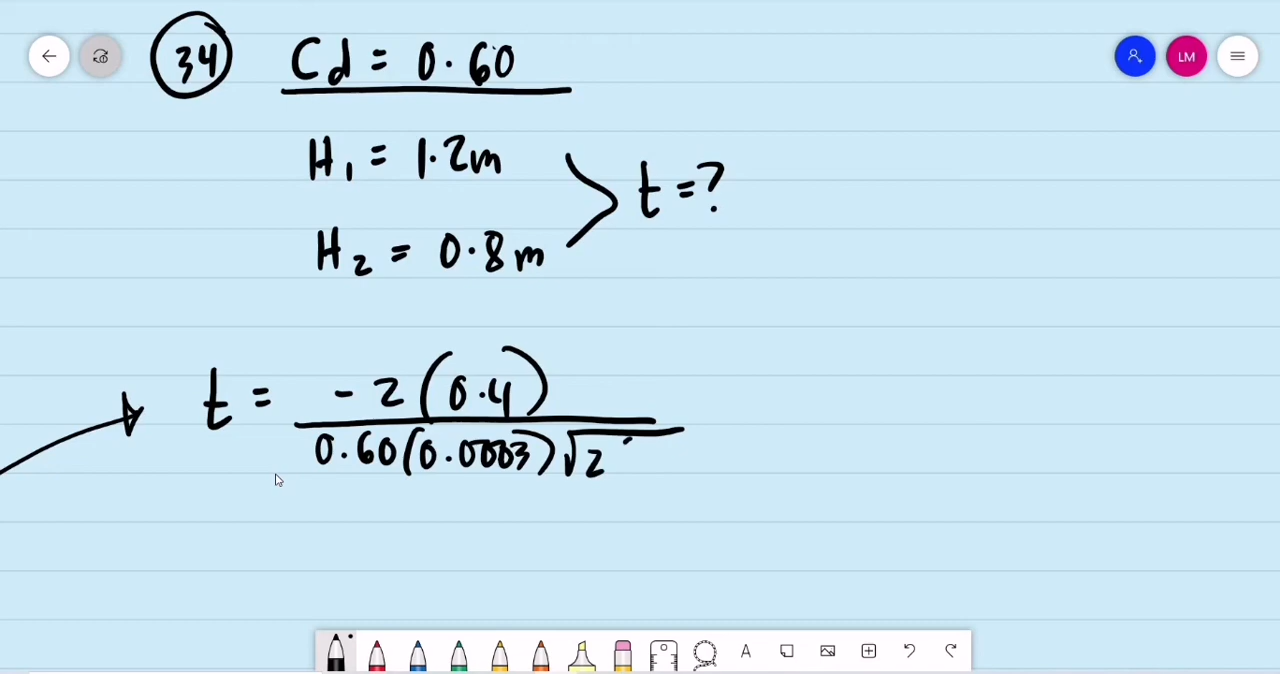 34 Cd = 0.60
LM
H₁ = 1.2m
t = ?
H₂ = 0.8m
t = - 2 (0.4)
0.60(0.0003) √2
A